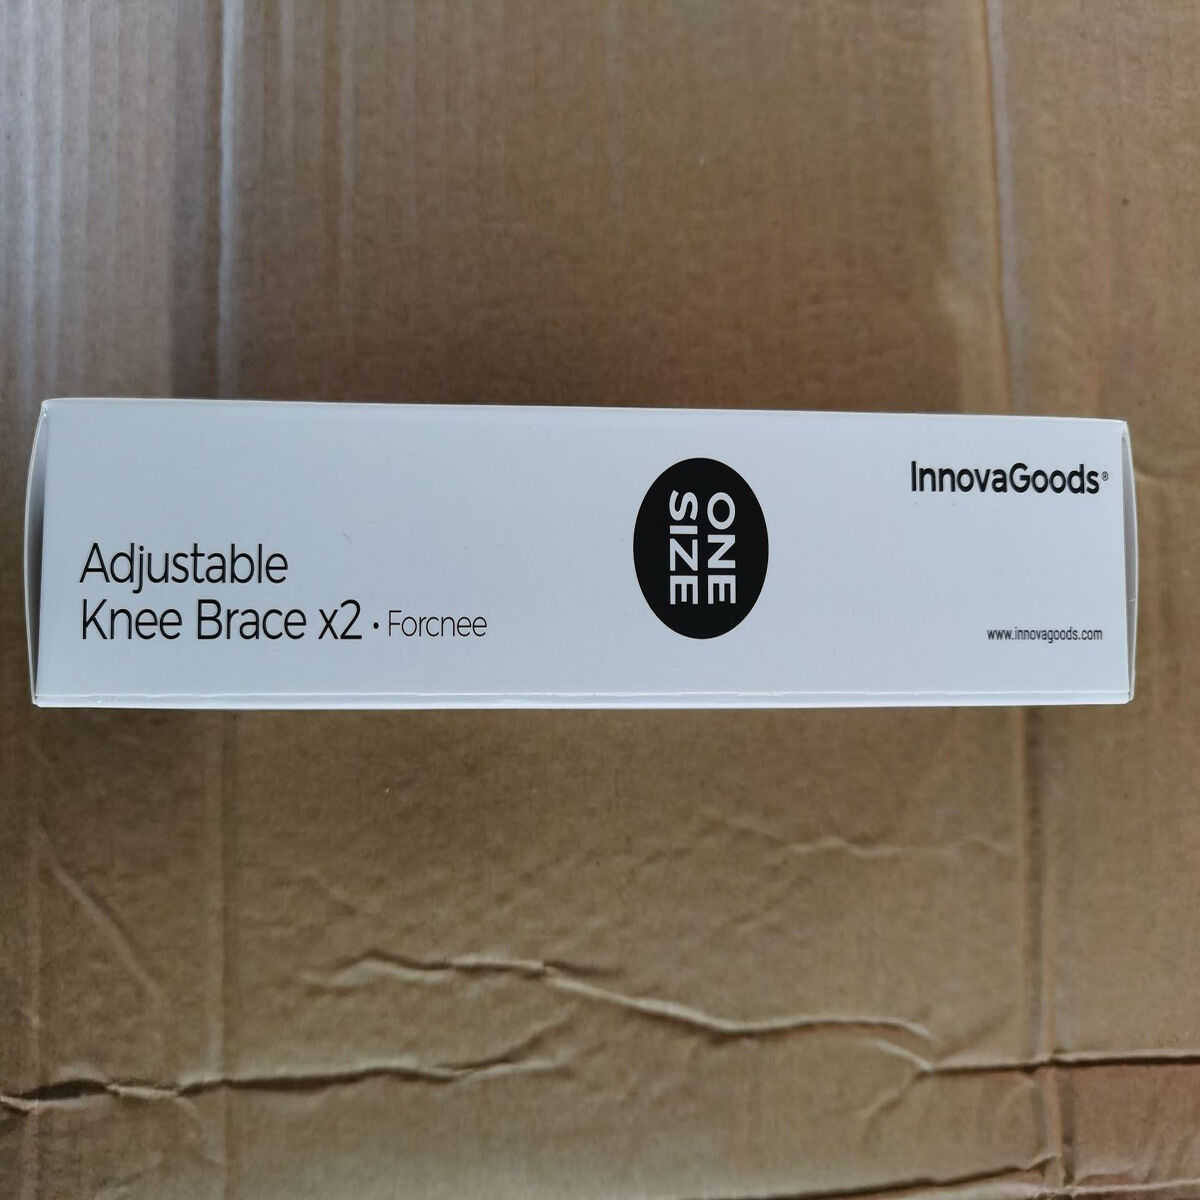 Adjustable
Knee Brace x2 • Forcnee
ONE
SIZE
InnovaGoods®
www.innovagoods.com